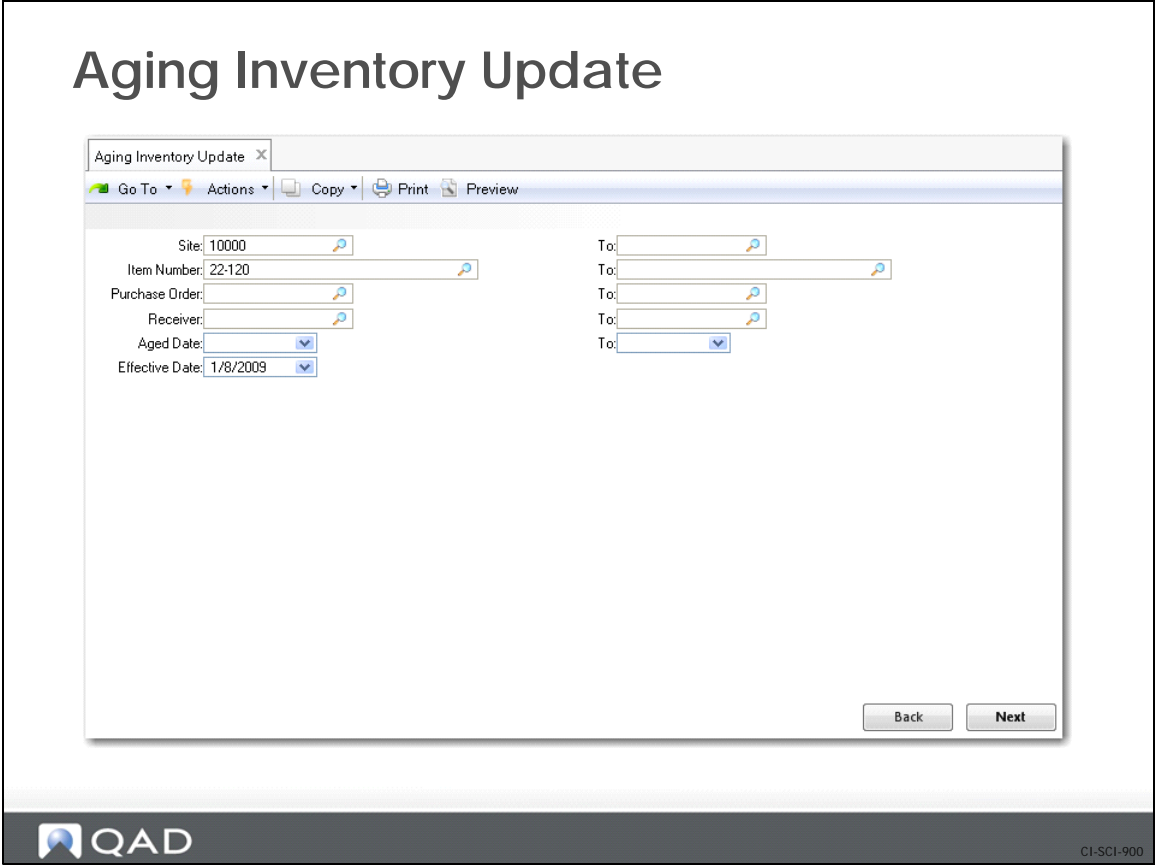 Aging Inventory Update
Aging Inventory Update
Go To Actions Copy Print Preview
Site: 10000 To:
Item Number: 22-120 To:
Purchase Order: To:
Receiver: To:
Aged Date: To:
Effective Date: 1/8/2009
Back Next
QAD
CI-SCI-900